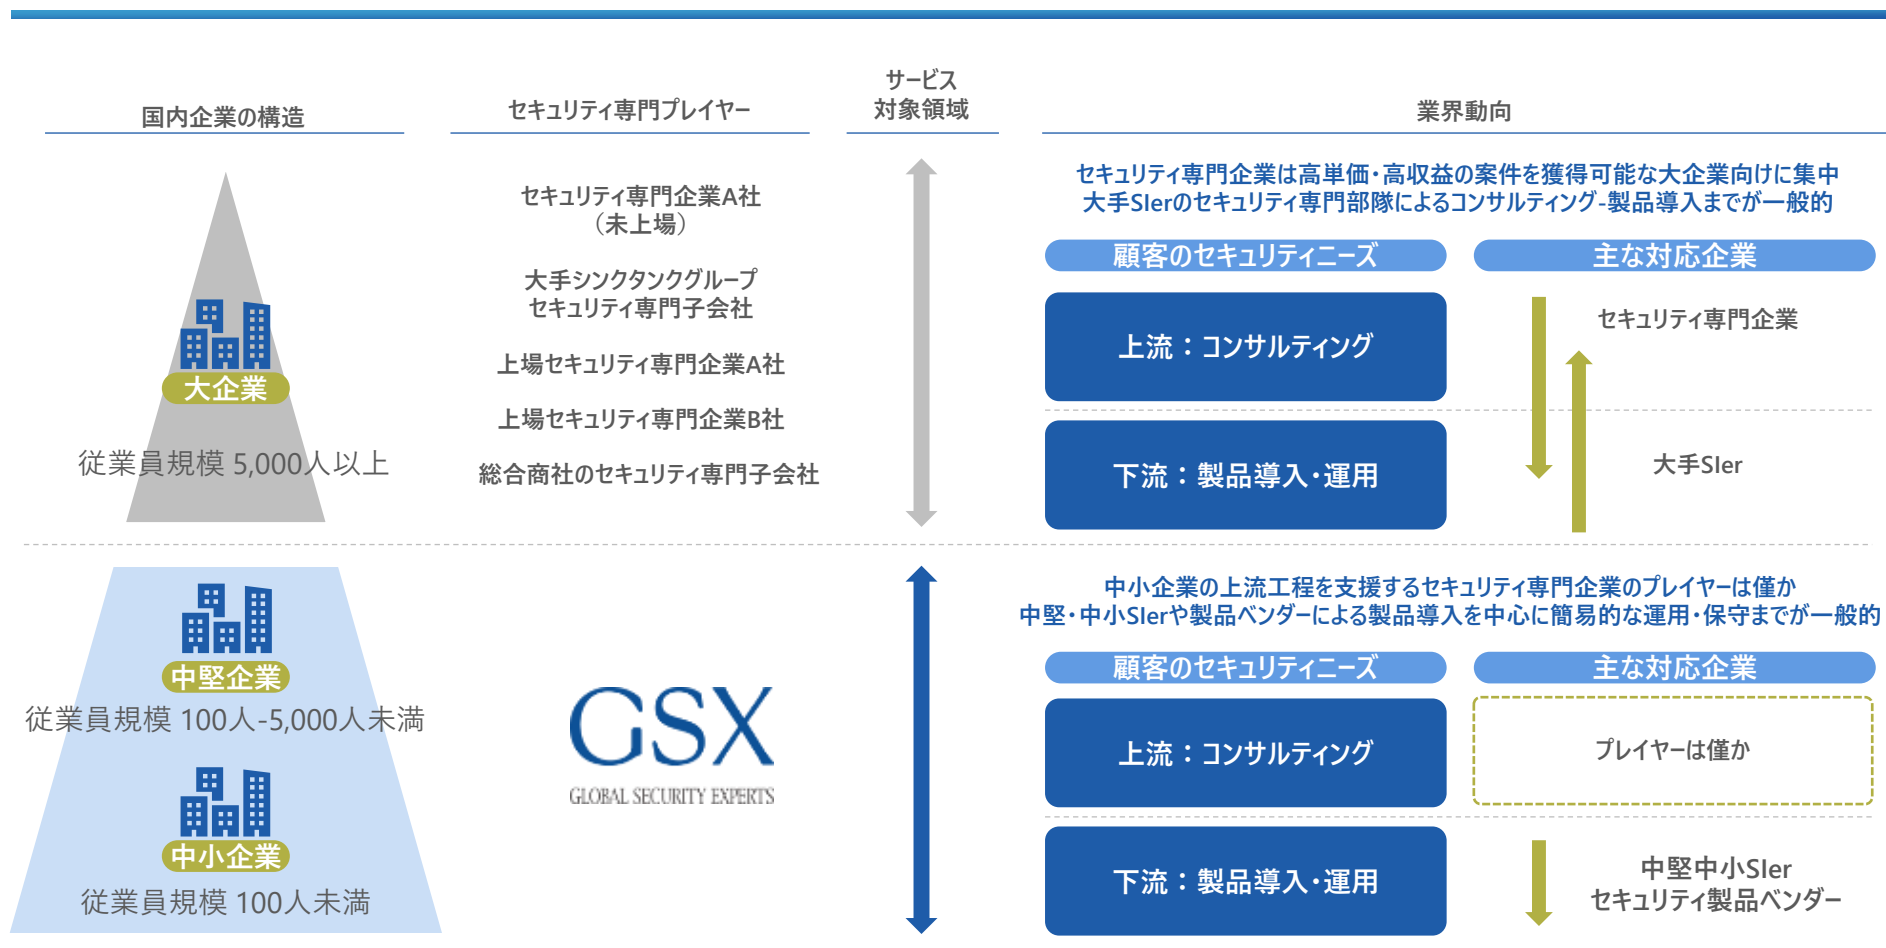 国内企業の構造
セキュリティ専門プレイヤー
サービス
対象領域
業界動向
大企業
従業員規模 5,000人以上
セキュリティ専門企業A社
（未上場）
大手シンクタンクグループ
セキュリティ専門子会社
上場セキュリティ専門企業A社
上場セキュリティ専門企業B社
総合商社のセキュリティ専門子会社
セキュリティ専門企業は高単価・高収益の案件を獲得可能な大企業向けに集中
大手SIerのセキュリティ専門部隊によるコンサルティング-製品導入までが一般的
顧客のセキュリティニーズ
主な対応企業
上流：コンサルティング
セキュリティ専門企業
下流：製品導入・運用
大手SIer
中堅企業
従業員規模 100人-5,000人未満
中小企業
従業員規模 100人未満
GSX
GLOBAL SECURITY EXPERTS
中小企業の上流工程を支援するセキュリティ専門企業のプレイヤーは僅か
中堅・中小SIerや製品ベンダーによる製品導入を中心に簡易的な運用・保守までが一般的
顧客のセキュリティニーズ
主な対応企業
上流：コンサルティング
プレイヤーは僅か
下流：製品導入・運用
中堅中小SIer
セキュリティ製品ベンダー